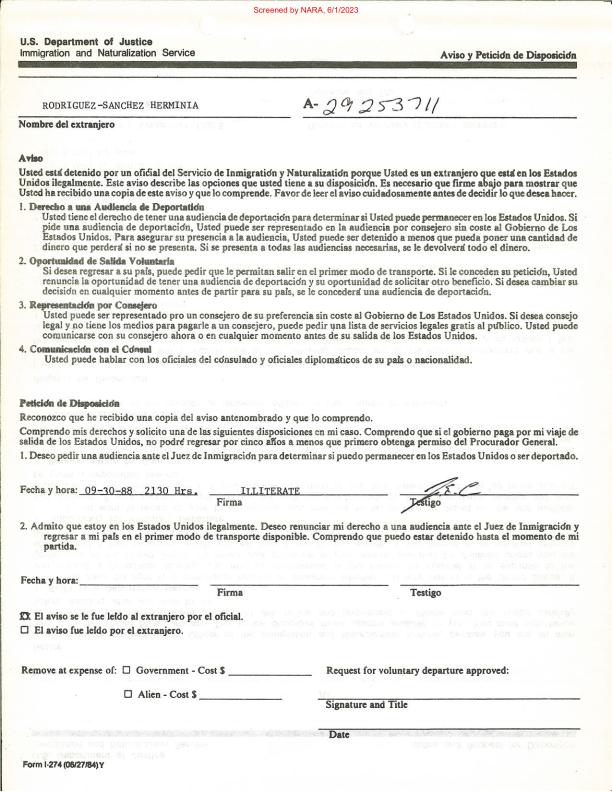 Screened by NARA, 6/1/2023
U.S. Department of Justice
Immigration and Naturalization Service
Aviso y Petición de Disposición
RODRIGUEZ-SANCHEZ HERMINIA
A- 29253711
Nombre del extranjero
Aviso
Usted está detenido por un oficial del Servicio de Inmigratión y Naturalización porque Usted es un extranjero que está en los Estados
Unidos ilegalmente. Este aviso describe las opciones que usted tiene a su disposición. Es necesario que firme abajo para mostrar que
Usted ha recibido una copia de este aviso y que lo comprende. Favor de leer el aviso cuidadosamente antes de decidir lo que desea hacer.
1. Derecho a una Audiencia de Deportatión
Usted tiene el derecho de tener una audiencia de deportación para determinar si Usted puede permanecer en los Estados Unidos. Si
pide una audiencia de deportación, Usted puede ser representado en la audiencia por consejero sin coste al Gobierno de Los
Estados Unidos. Para asegurar su presencia a la audiencia, Usted puede ser detenido a menos que pueda poner una cantidad de
dinero que perderá si no se presenta. Si se presenta a todas las audiencias necesarias, se le devolverá todo el dinero.
2. Oportunidad de Salida Voluntaria
Si desea regresar a su país, puede pedir que le permitan salir en el primer modo de transporte. Si le conceden su petición, Usted
renuncia la oportunidad de tener una audiencia de deportación y su oportunidad de solicitar otro beneficio. Si desea cambiar su
decisión en cualquier momento antes de partir para su país, se le concederá una audiencia de deportación.
3. Representación por Consejero
Usted puede ser representado pro un consejero de su preferencia sin coste al Gobierno de Los Estados Unidos. Si desea consejo
legal y no tiene los medios para pagarle a un consejero, puede pedir una lista de servicios legales gratis al público. Usted puede
comunicarse con su consejero ahora o en cualquier momento antes de su salida de los Estados Unidos.
4. Comunicación con el Cónsul
Usted puede hablar con los oficiales del cónsulado y oficiales diplomáticos de su país o nacionalidad.
Petición de Disposición
Reconozco que he recibido una copia del aviso antenombrado y que lo comprendo.
Comprendo mis derechos y solicito una de las siguientes disposiciones en mi caso. Comprendo que si el gobierno paga por mi viaje de
salida de los Estados Unidos, no podré regresar por cinco años a menos que primero obtenga permiso del Procurador General.
1. Deseo pedir una audiencia ante el Juez de Inmigración para determinar si puedo permanecer en los Estados Unidos o ser deportado.
Fecha y hora: 09-30-88 2130 Hrs. ILLITERATE
Firma Testigo
2. Admito que estoy en los Estados Unidos ilegalmente. Deseo renunciar mi derecho a una audiencia ante el Juez de Inmigración y
regresar a mi país en el primer modo de transporte disponible. Comprendo que puedo estar detenido hasta el momento de mi
partida.
Fecha y hora:
Firma Testigo
XX El aviso se le fue leído al extranjero por el oficial.
☐ El aviso fue leído por el extranjero.
Remove at expense of: ☐ Government - Cost $
Request for voluntary departure approved:
☐ Alien - Cost $
Signature and Title
Date
Form I-274 (06/27/84)Y